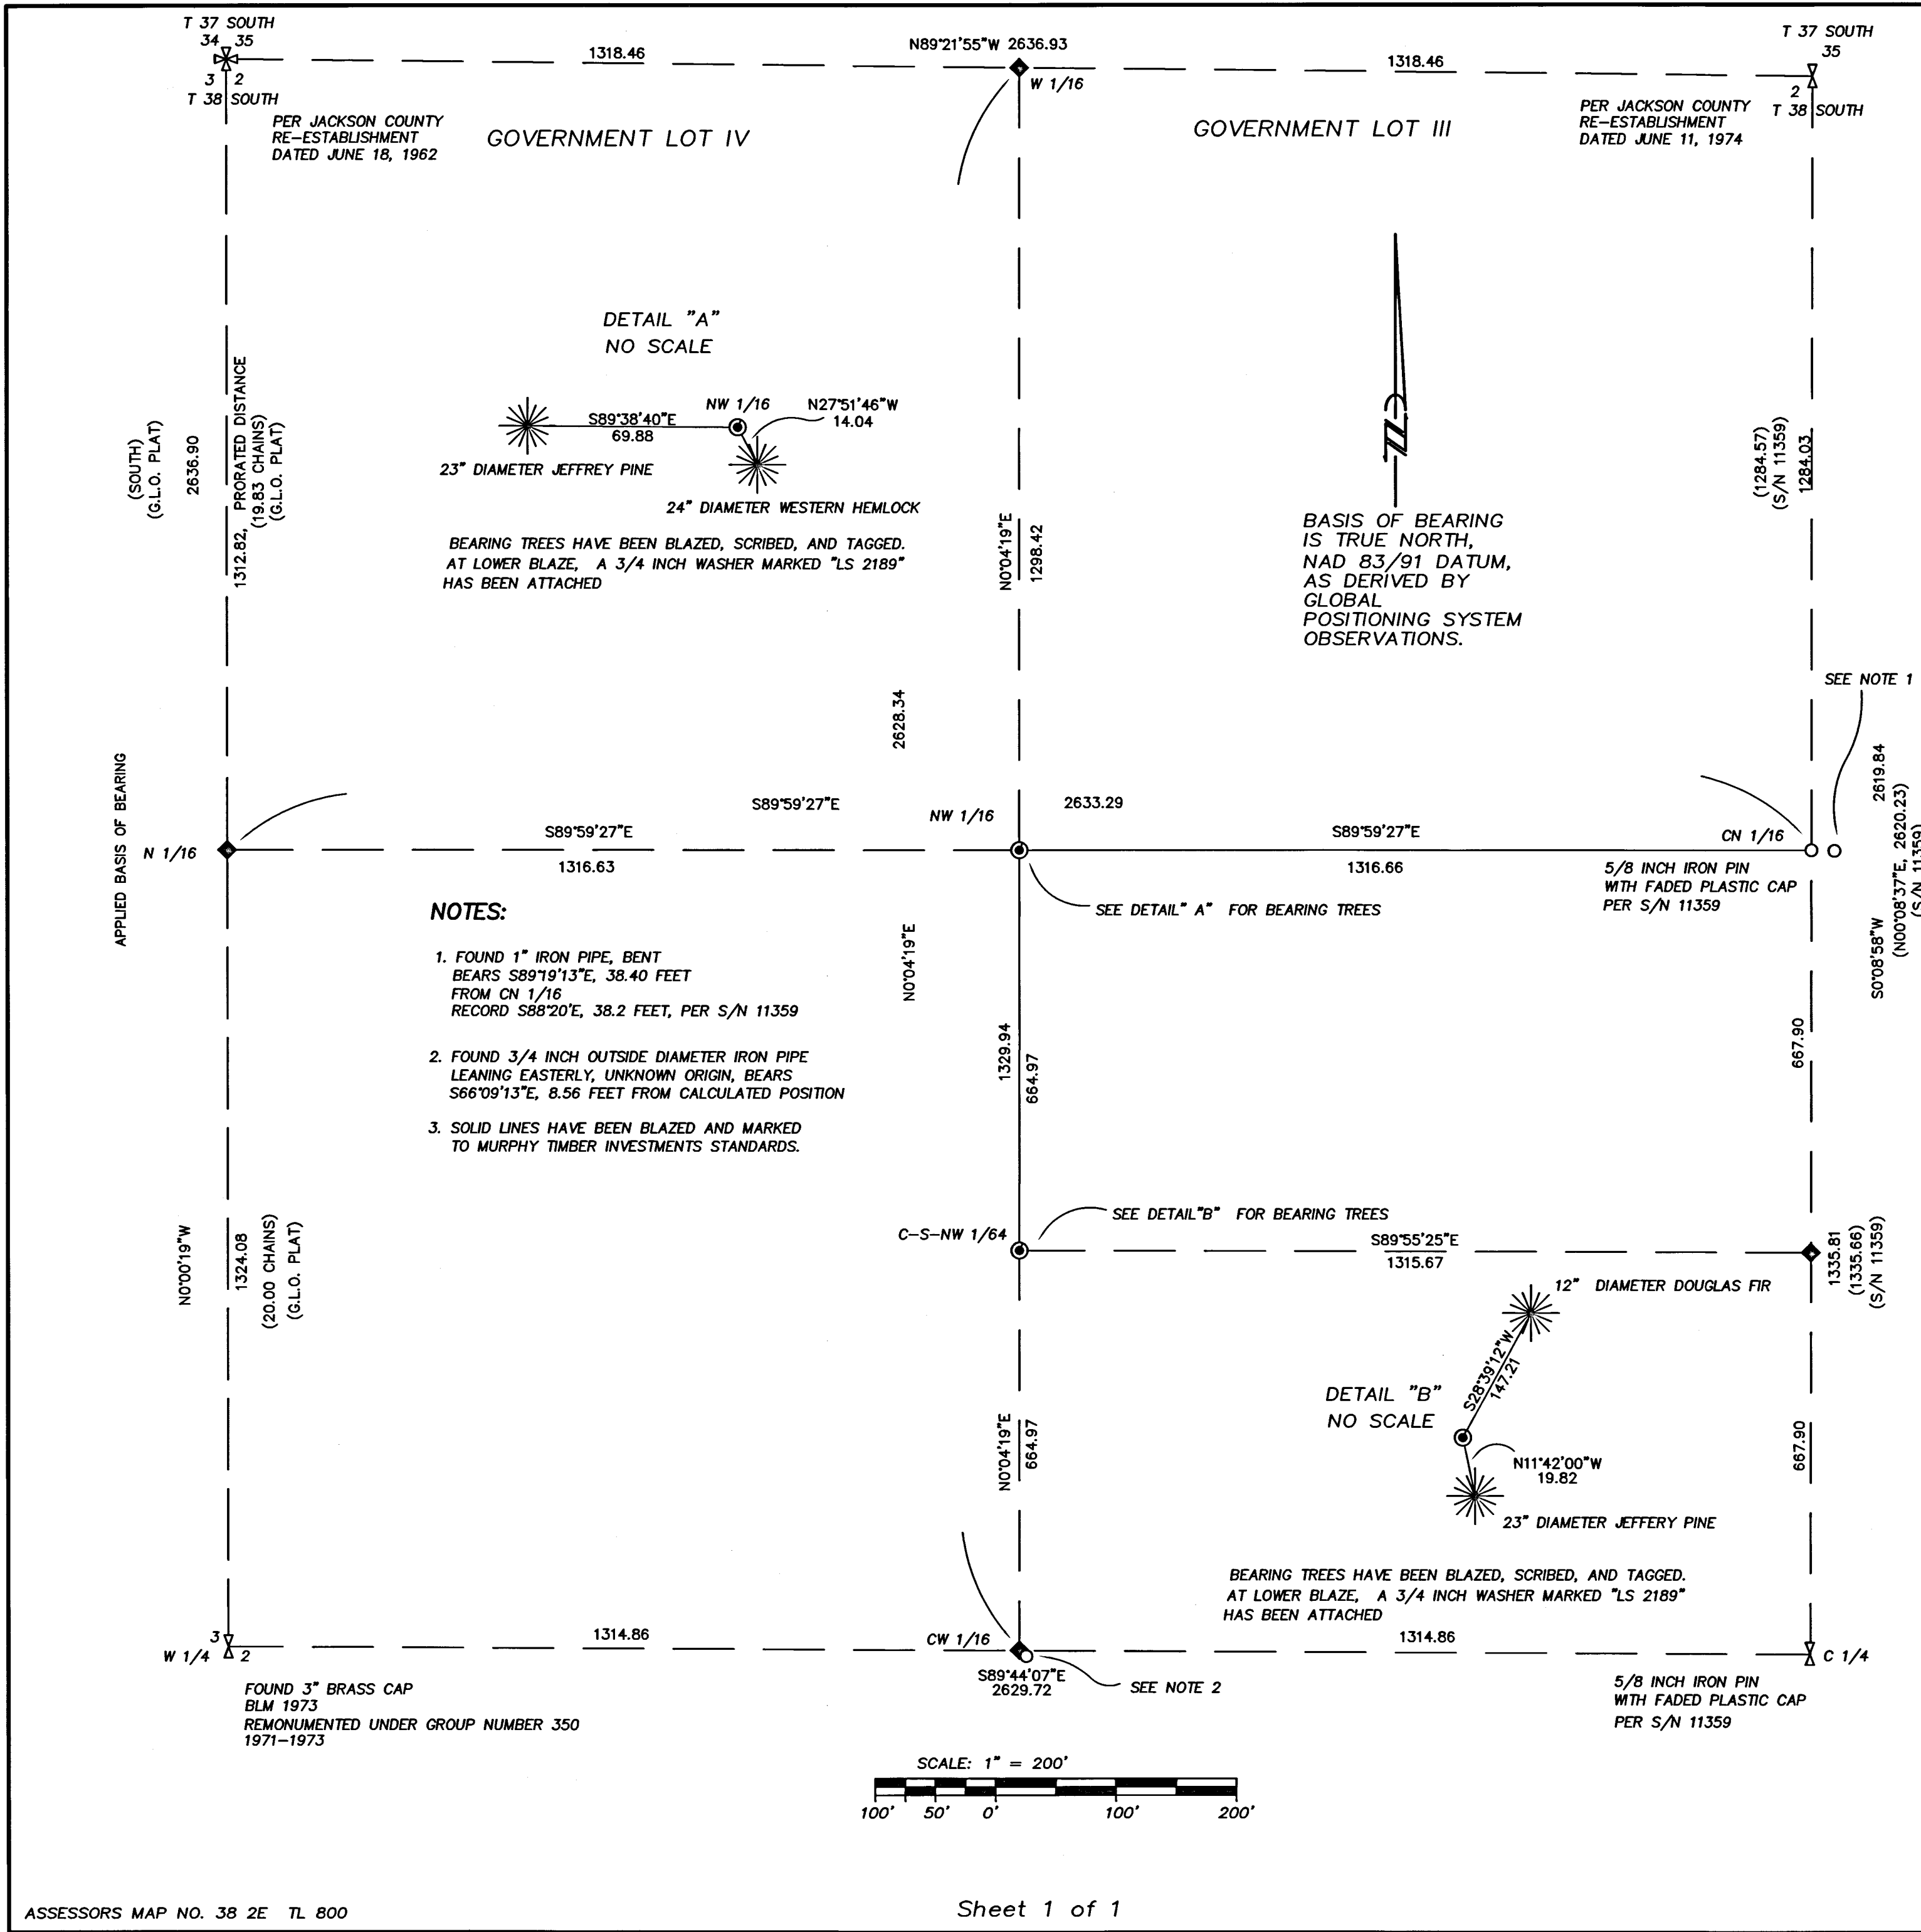 T 37 SOUTH
34 35
3 2
T 38 SOUTH
1318.46
N89°21'55"W 2636.93
W 1/16
1318.46
T 37 SOUTH
35
2
T 38 SOUTH
PER JACKSON COUNTY
RE-ESTABLISHMENT
DATED JUNE 18, 1962
GOVERNMENT LOT IV
GOVERNMENT LOT III
PER JACKSON COUNTY
RE-ESTABLISHMENT
DATED JUNE 11, 1974
DETAIL "A"
NO SCALE
S89°38'40"E
69.88
NW 1/16
N27°51'46"W
14.04
23" DIAMETER JEFFREY PINE
24" DIAMETER WESTERN HEMLOCK
BEARING TREES HAVE BEEN BLAZED, SCRIBED, AND TAGGED.
AT LOWER BLAZE, A 3/4 INCH WASHER MARKED "LS 2189"
HAS BEEN ATTACHED
(SOUTH)
(G.L.O. PLAT)
2636.90
1312.82, PRORATED DISTANCE
(19.83 CHAINS)
(G.L.O. PLAT)
N0°04'19"E
1298.42
BASIS OF BEARING
IS TRUE NORTH,
NAD 83/91 DATUM,
AS DERIVED BY
GLOBAL
POSITIONING SYSTEM
OBSERVATIONS.
(1284.57)
(S/N 11359)
1284.03
SEE NOTE 1
2628.34
APPLIED BASIS OF BEARING
N 1/16
S89°59'27"E
1316.63
S89°59'27"E
2633.29
NW 1/16
S89°59'27"E
1316.66
CN 1/16
5/8 INCH IRON PIN
WITH FADED PLASTIC CAP
PER S/N 11359
SEE DETAIL" A" FOR BEARING TREES
S0°08'58"W 2619.84
(N00°08'37"E, 2620.23)
(S/N 11359)
NOTES:
1. FOUND 1" IRON PIPE, BENT
BEARS S89°19'13"E, 38.40 FEET
FROM CN 1/16
RECORD S88°20'E, 38.2 FEET, PER S/N 11359
2. FOUND 3/4 INCH OUTSIDE DIAMETER IRON PIPE
LEANING EASTERLY, UNKNOWN ORIGIN, BEARS
S66°09'13"E, 8.56 FEET FROM CALCULATED POSITION
3. SOLID LINES HAVE BEEN BLAZED AND MARKED
TO MURPHY TIMBER INVESTMENTS STANDARDS.
N0°04'19"E
1329.94
664.97
667.90
N0°00'19"W
1324.08
(20.00 CHAINS)
(G.L.O. PLAT)
C-S-NW 1/64
SEE DETAIL"B" FOR BEARING TREES
S89°55'25"E
1315.67
1335.81
(1335.66)
(S/N 11359)
12" DIAMETER DOUGLAS FIR
S28°39'12"W
147.21
DETAIL "B"
NO SCALE
N11°42'00"W
19.82
23" DIAMETER JEFFERY PINE
N0°04'19"E
664.97
667.90
BEARING TREES HAVE BEEN BLAZED, SCRIBED, AND TAGGED.
AT LOWER BLAZE, A 3/4 INCH WASHER MARKED "LS 2189"
HAS BEEN ATTACHED
3
W 1/4 2
1314.86
CW 1/16
S89°44'07"E
2629.72
SEE NOTE 2
1314.86
C 1/4
FOUND 3" BRASS CAP
BLM 1973
REMONUMENTED UNDER GROUP NUMBER 350
1971-1973
5/8 INCH IRON PIN
WITH FADED PLASTIC CAP
PER S/N 11359
SCALE: 1" = 200'
100' 50' 0' 100' 200'
ASSESSORS MAP NO. 38 2E TL 800
Sheet 1 of 1